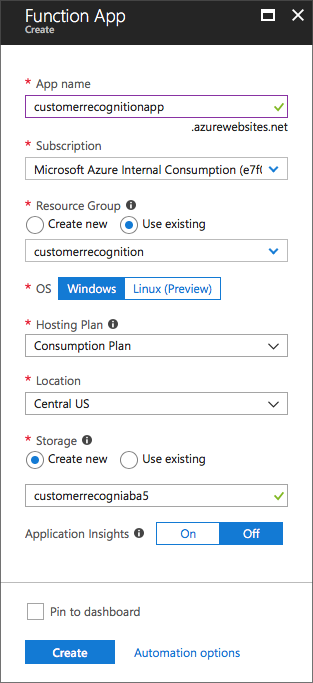 Function App
Create
* App name
customerrecognitionapp
.azurewebsites.net
* Subscription
Microsoft Azure Internal Consumption (e7f0
* Resource Group
Create new Use existing
customerrecognition
* OS Windows Linux (Preview)
* Hosting Plan
Consumption Plan
* Location
Central US
* Storage
Create new Use existing
customerrecogniaba5
Application Insights On Off
Pin to dashboard
Create Automation options